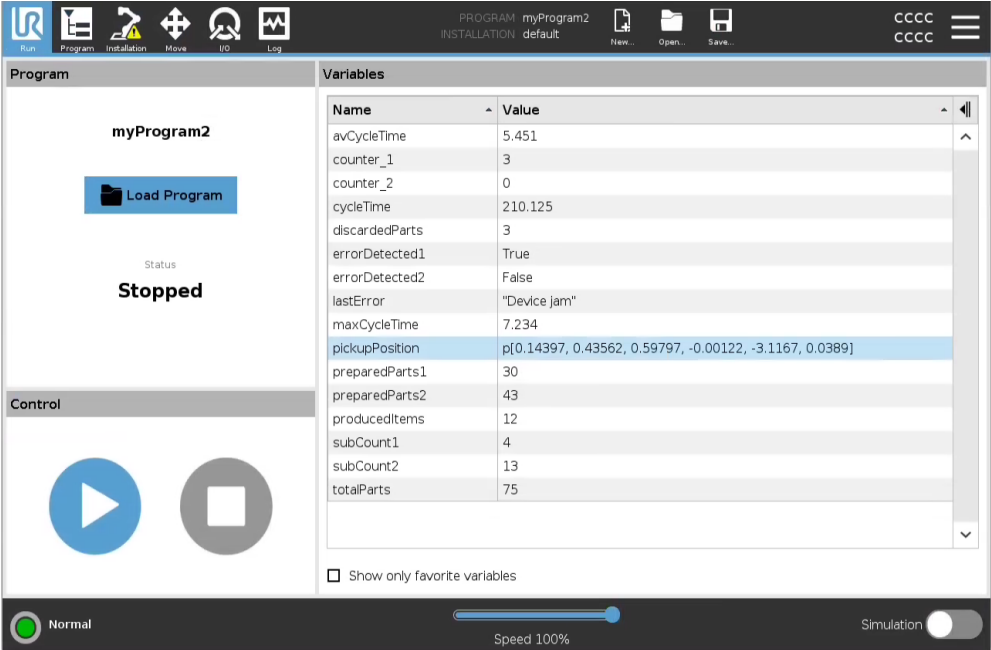 PROGRAM myProgram2
INSTALLATION default
CCCC
CCCC
UR
Run
Program
Installation
Move
I/O
Log
New...
Open...
Save...
Program
myProgram2
Load Program
Status
Stopped
Control
Variables
Name Value
avCycleTime 5.451
counter_1 3
counter_2 0
cycleTime 210.125
discardedParts 3
errorDetected1 True
errorDetected2 False
lastError "Device jam"
maxCycleTime 7.234
pickupPosition p[0.14397, 0.43562, 0.59797, -0.00122, -3.1167, 0.0389]
preparedParts1 30
preparedParts2 43
producedItems 12
subCount1 4
subCount2 13
totalParts 75
Show only favorite variables
Normal
Speed 100%
Simulation